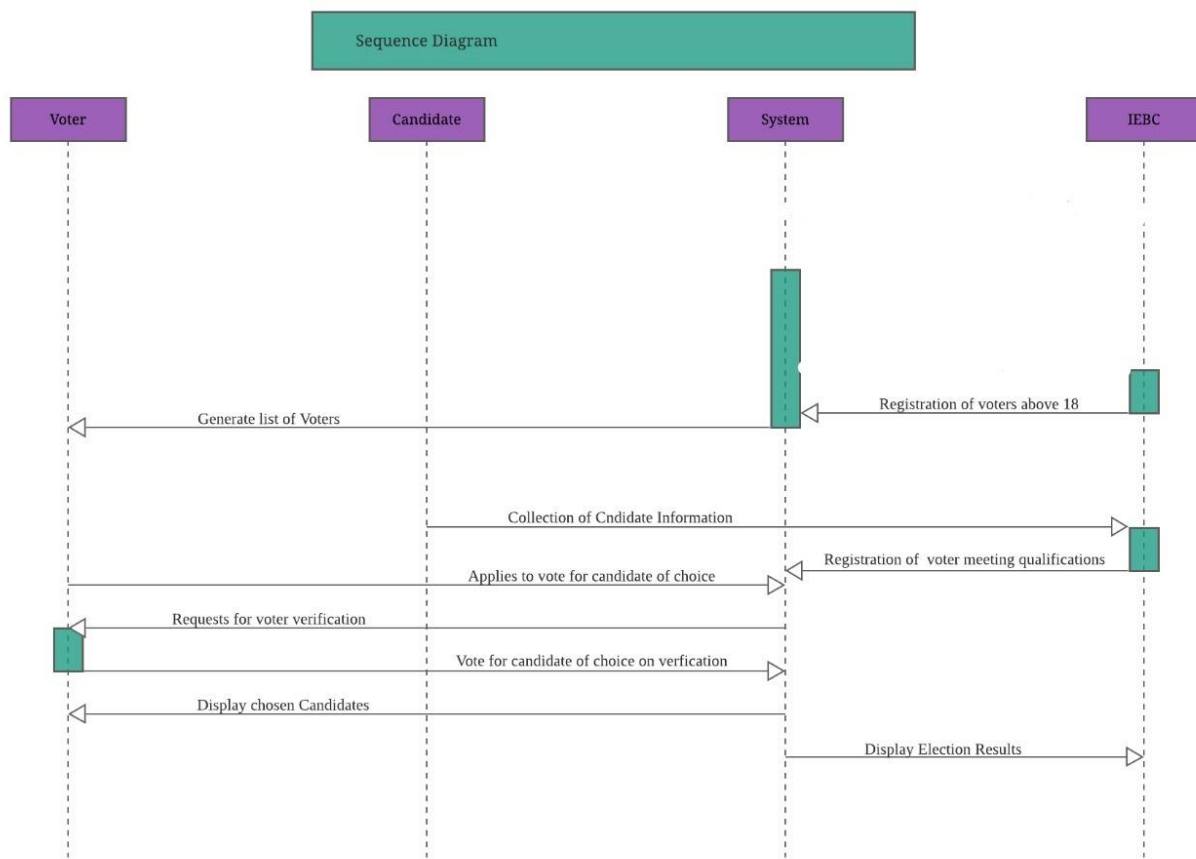 Sequence Diagram
Voter
Candidate
System
IEBC
Registration of voters above 18
Generate list of Voters
Collection of Cndidate Information
Registration of voter meeting qualifications
Applies to vote for candidate of choice
Requests for voter verification
Vote for candidate of choice on verfication
Display chosen Candidates
Display Election Results